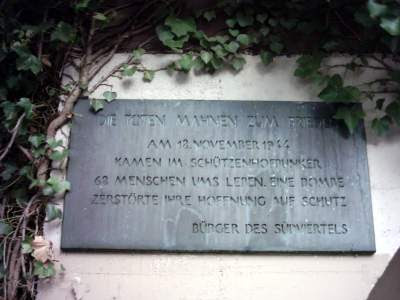 DIE TOTEN MAHNEN ZUM FRIEDEN
AM 18. NOVEMBER 1944
KAMEN IM SCHÜTZENHOFBUNKER
68 MENSCHEN UMS LEBEN. EINE BOMBE
ZERSTÖRTE IHRE HOFFNUNG AUF SCHUTZ
BÜRGER DES SÜDVIERTELS